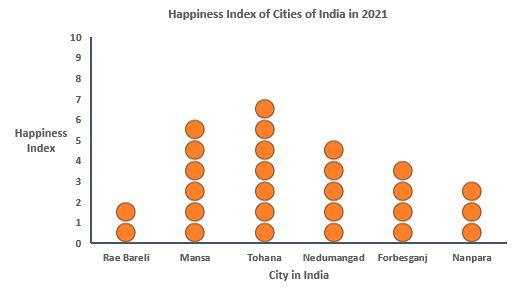 Happiness Index of Cities of India in 2021
10
9
8
7
6
5
4
3
2
1
0
Happiness
Index
Rae Bareli Mansa Tohana Nedumangad Forbesganj Nanpara
City in India